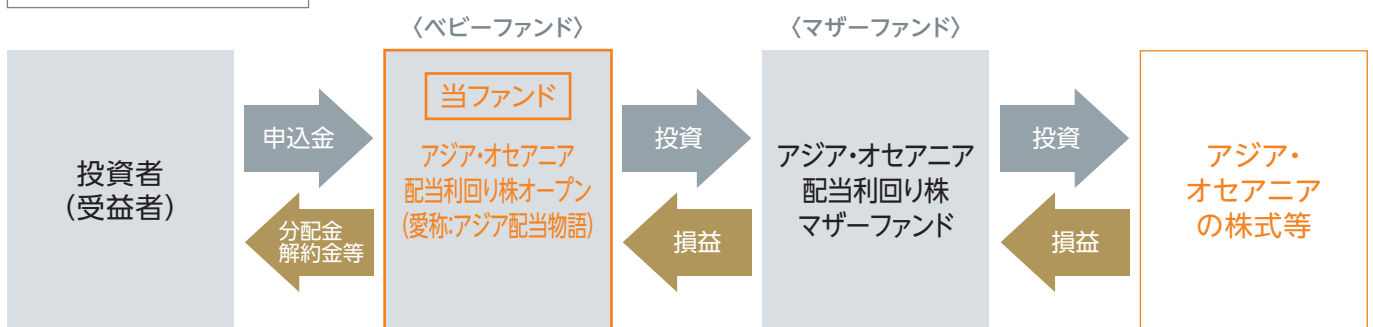 〈ベビーファンド〉
〈マザーファンド〉
投資者
(受益者)
申込金
分配金
解約金等
当ファンド
アジア・オセアニア
配当利回り株オープン
(愛称:アジア配当物語)
投資
損益
アジア・オセアニア
配当利回り株
マザーファンド
投資
損益
アジア・
オセアニア
の株式等